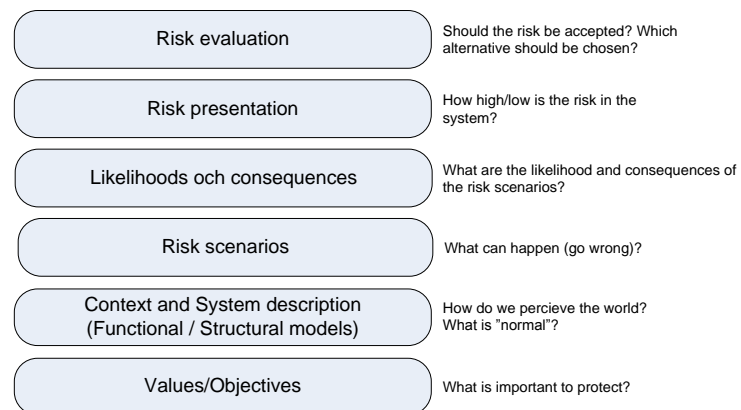 Risk evaluation
Should the risk be accepted? Which
alternative should be chosen?
Risk presentation
How high/low is the risk in the
system?
Likelihoods och consequences
What are the likelihood and consequences of
the risk scenarios?
Risk scenarios
What can happen (go wrong)?
Context and System description
(Functional / Structural models)
How do we percieve the world?
What is ”normal”?
Values/Objectives
What is important to protect?